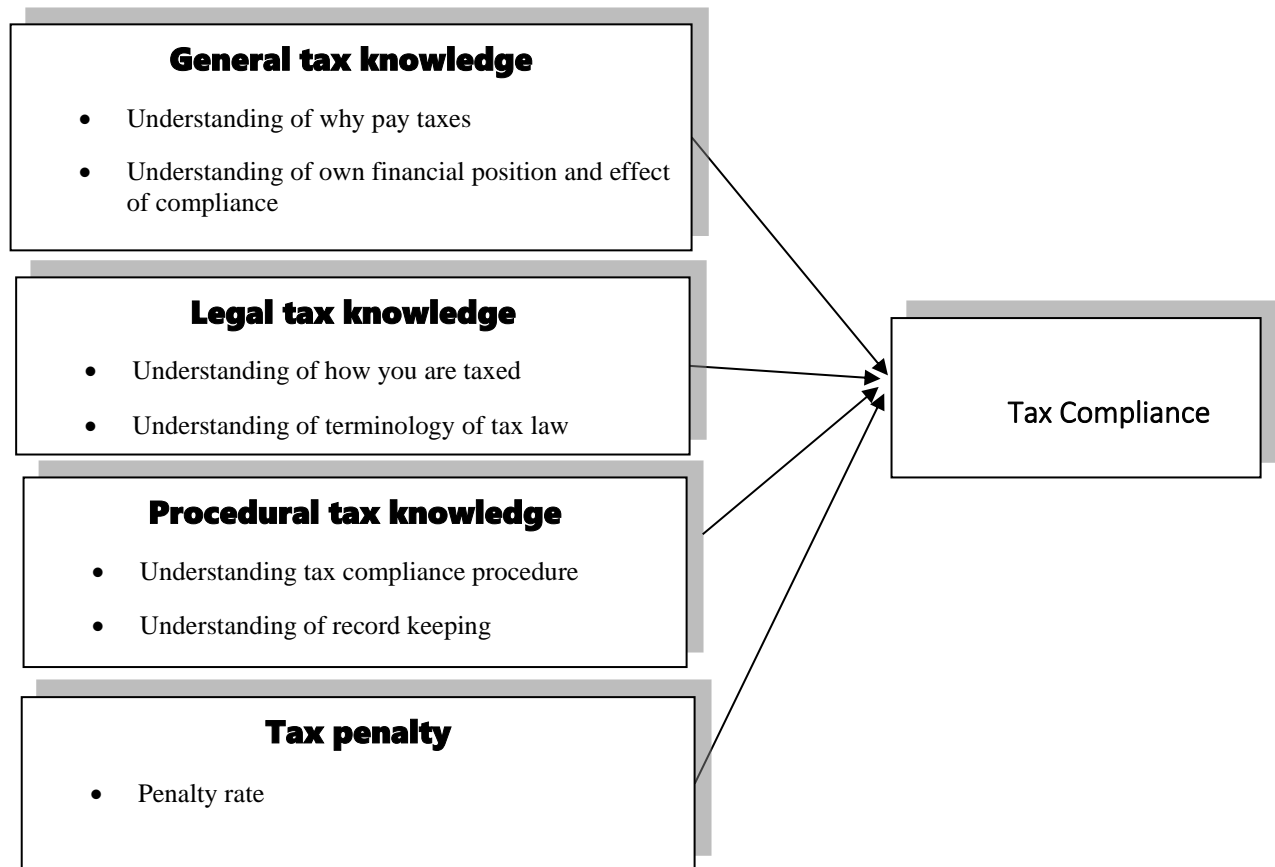 General tax knowledge
• Understanding of why pay taxes
• Understanding of own financial position and effect
of compliance
Legal tax knowledge
• Understanding of how you are taxed
• Understanding of terminology of tax law
Procedural tax knowledge
• Understanding tax compliance procedure
• Understanding of record keeping
Tax penalty
• Penalty rate
Tax Compliance